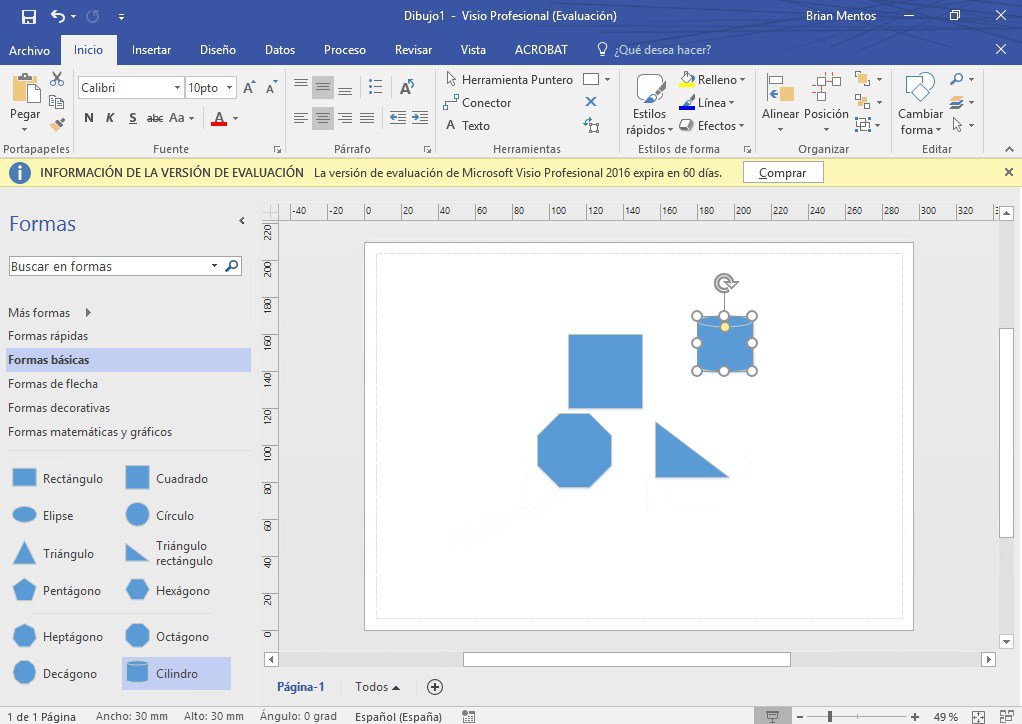 Dibujo1 - Visio Profesional (Evaluación)
Brian Mentos
Archivo Inicio Insertar Diseño Datos Proceso Revisar Vista ACROBAT ¿Qué desea hacer?
Pegar
Portapapeles
Calibri 10pto A A
N K S abc Aa A
Fuente
A
Párrafo
Herramienta Puntero
Conector
A Texto
Herramientas
Estilos
rápidos
Relleno
Línea
Efectos
Estilos de forma
Alinear Posición
Organizar
Cambiar
forma
Editar
INFORMACIÓN DE LA VERSIÓN DE EVALUACIÓN La versión de evaluación de Microsoft Visio Profesional 2016 expira en 60 días. Comprar
Formas
Buscar en formas
Más formas
Formas rápidas
Formas básicas
Formas de flecha
Formas decorativas
Formas matemáticas y gráficos
Rectángulo Cuadrado
Elipse Círculo
Triángulo Triángulo
rectángulo
Pentágono Hexágono
Heptágono Octágono
Decágono Cilindro
-40 -20 0 20 40 60 80 100 120 140 160 180 200 220 240 260 280 300 320
220
200
180
160
140
120
100
80
60
40
20
0
Página-1 Todos
1 de 1 Página Ancho: 30 mm Alto: 30 mm Ángulo: 0 grad Español (España) 49 %